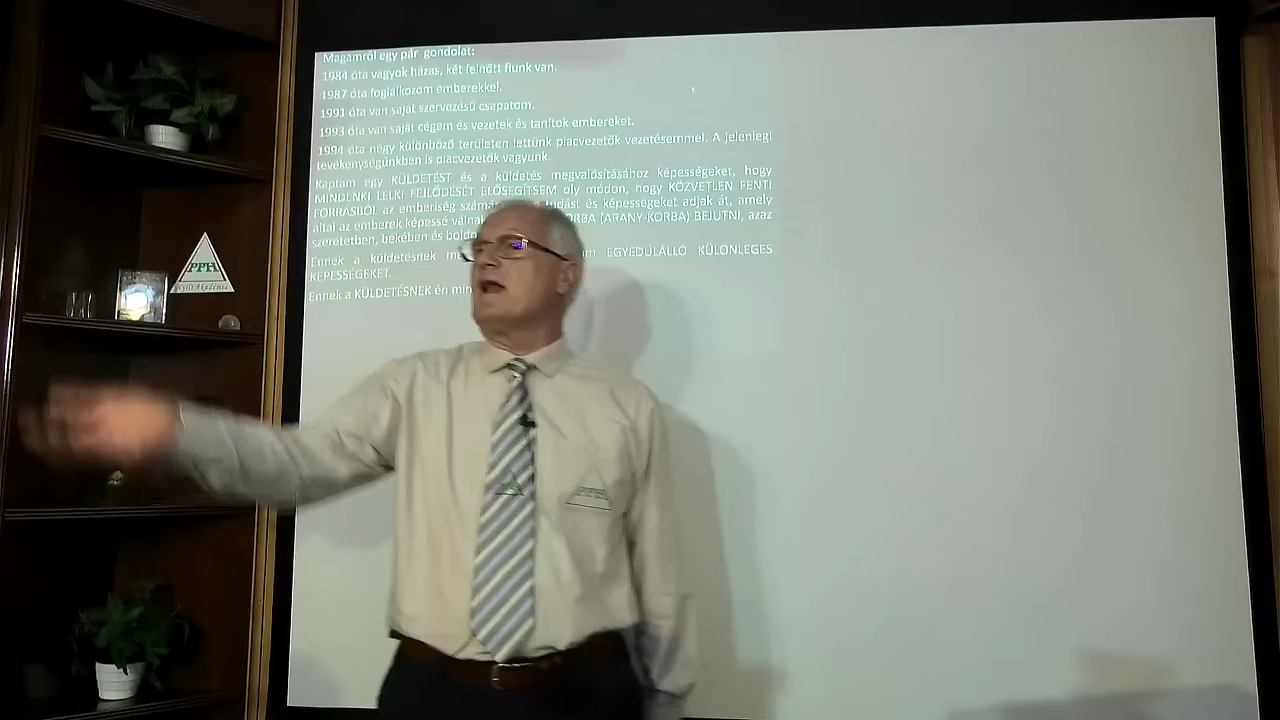 Magamról egy pár gondolat:
1984 óta vagyok házas, két felnőtt fiunk van.
1987 óta foglalkozom emberekkel.
1991 óta van saját szervezésű csapatom.
1993 óta van saját cégem és vezetek és tanítok embereket.
1994 óta négy különböző területen lettünk piacvezetők vezetésemmel. A jelenlegi
tevékenységünkben is piacvezetők vagyunk.
Kaptam egy KÜLDETÉST és a küldetés megvalósításához képességeket, hogy
MINDENKI LELKI FEJLŐDÉSÉT ELŐSEGÍTSEM oly módon, hogy KÖZVETLEN FENTI
FORRÁSBÓL az emberiség tudást és képességeket adjak át, amely
által az emberek képessé (ARANY-KORBA) BEJUTNI, azaz
szeretetben, békében és
Ennek a küldetésnek EGYEDÜLÁLLÓ KÜLÖNLEGES
KÉPESSÉGEKET.
Ennek a KÜLDETÉSNEK én
PPH
Nyílt Akadémia
PPH